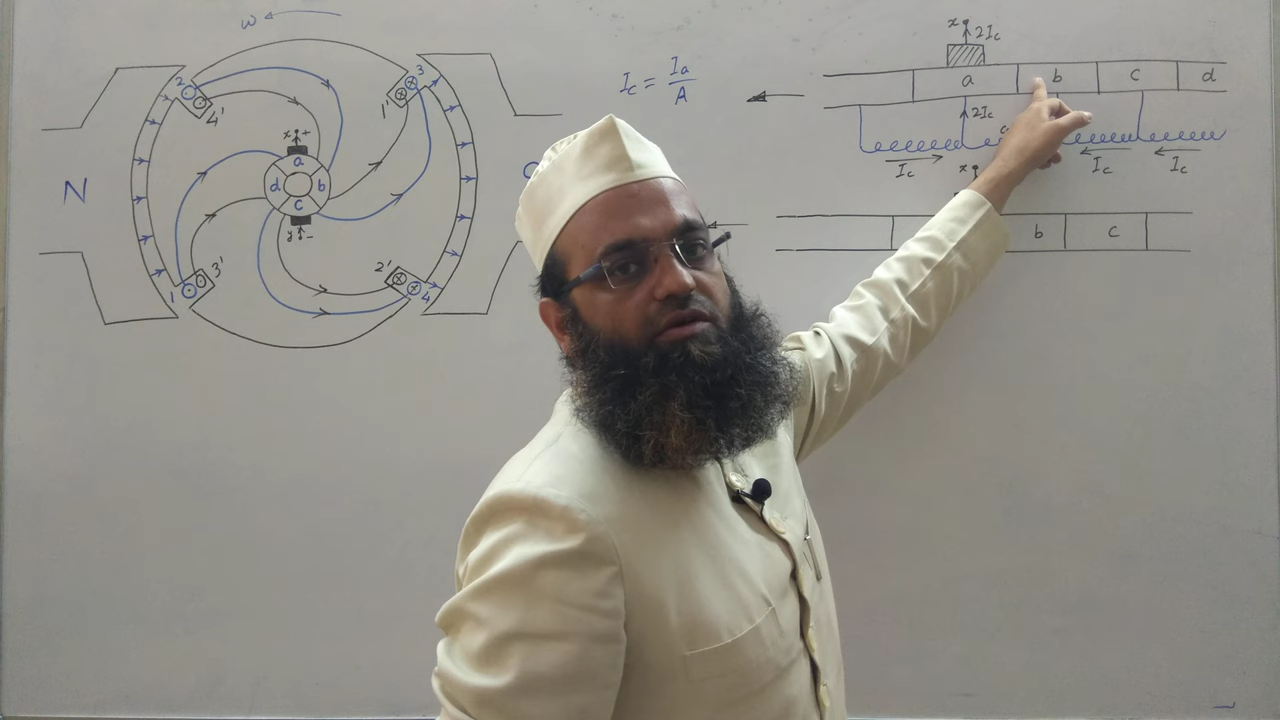 ω
N
2
4'
3
1'
x +
a
d b
c
y -
1
3'
2'
4
I_c = I_a / A
x
2I_c
a b c d
2I_c
I_c I_c I_c
x
b c